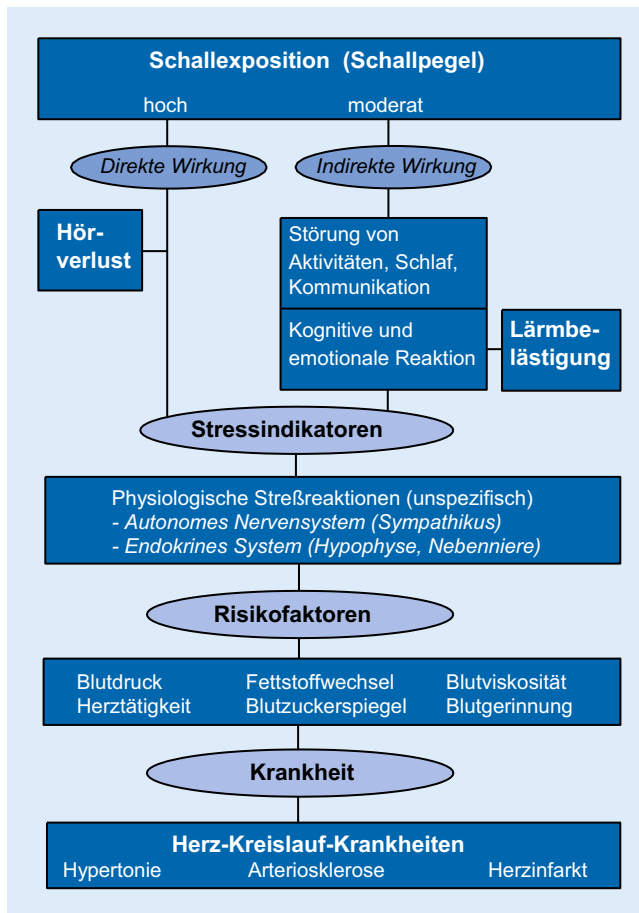 Schallexposition (Schallpegel)
hoch moderat
Direkte Wirkung Indirekte Wirkung
Hör-
verlust
Störung von
Aktivitäten, Schlaf,
Kommunikation
Kognitive und
emotionale Reaktion
Lärmbe-
lästigung
Stressindikatoren
Physiologische Streßreaktionen (unspezifisch)
- Autonomes Nervensystem (Sympathikus)
- Endokrines System (Hypophyse, Nebenniere)
Risikofaktoren
Blutdruck Fettstoffwechsel Blutviskosität
Herztätigkeit Blutzuckerspiegel Blutgerinnung
Krankheit
Herz-Kreislauf-Krankheiten
Hypertonie Arteriosklerose Herzinfarkt